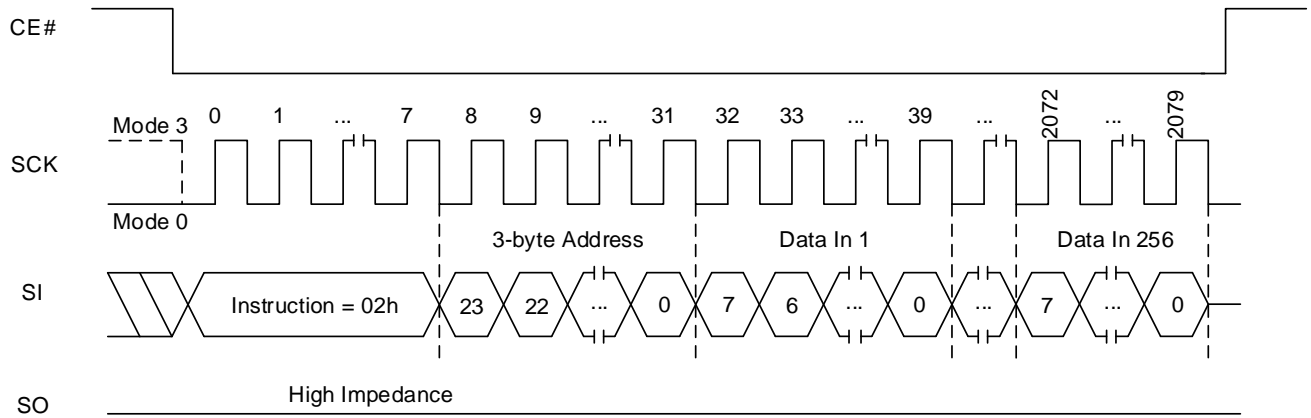 CE#
0 1 ... 7 8 9 ... 31 32 33 ... 39 ... 2072 ... 2079
Mode 3
SCK
Mode 0
3-byte Address Data In 1 Data In 256
SI Instruction = 02h 23 22 ... 0 7 6 ... 0 ... 7 ... 0
High Impedance
SO